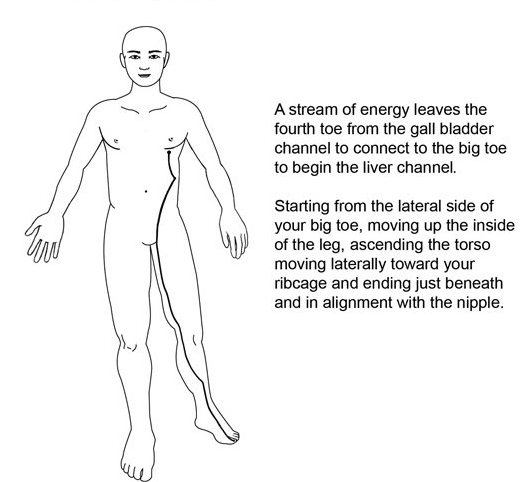 A stream of energy leaves the
fourth toe from the gall bladder
channel to connect to the big toe
to begin the liver channel.
Starting from the lateral side of
your big toe, moving up the inside
of the leg, ascending the torso
moving laterally toward your
ribcage and ending just beneath
and in alignment with the nipple.